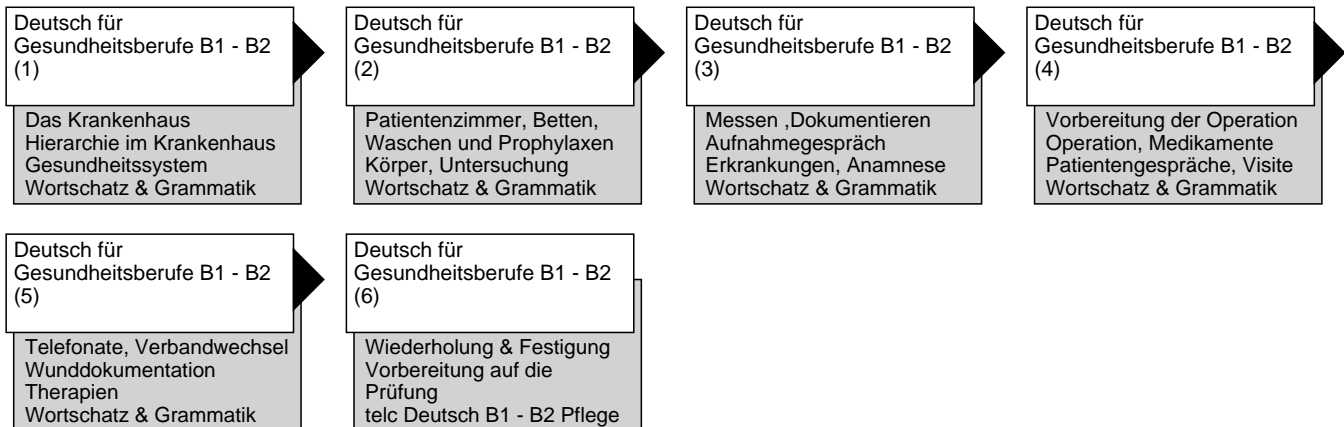 Deutsch für
Gesundheitsberufe B1 - B2
(1)
Das Krankenhaus
Hierarchie im Krankenhaus
Gesundheitssystem
Wortschatz & Grammatik
Deutsch für
Gesundheitsberufe B1 - B2
(2)
Patientenzimmer, Betten,
Waschen und Prophylaxen
Körper, Untersuchung
Wortschatz & Grammatik
Deutsch für
Gesundheitsberufe B1 - B2
(3)
Messen ,Dokumentieren
Aufnahmegespräch
Erkrankungen, Anamnese
Wortschatz & Grammatik
Deutsch für
Gesundheitsberufe B1 - B2
(4)
Vorbereitung der Operation
Operation, Medikamente
Patientengespräche, Visite
Wortschatz & Grammatik
Deutsch für
Gesundheitsberufe B1 - B2
(5)
Telefonate, Verbandwechsel
Wunddokumentation
Therapien
Wortschatz & Grammatik
Deutsch für
Gesundheitsberufe B1 - B2
(6)
Wiederholung & Festigung
Vorbereitung auf die
Prüfung
telc Deutsch B1 - B2 Pflege